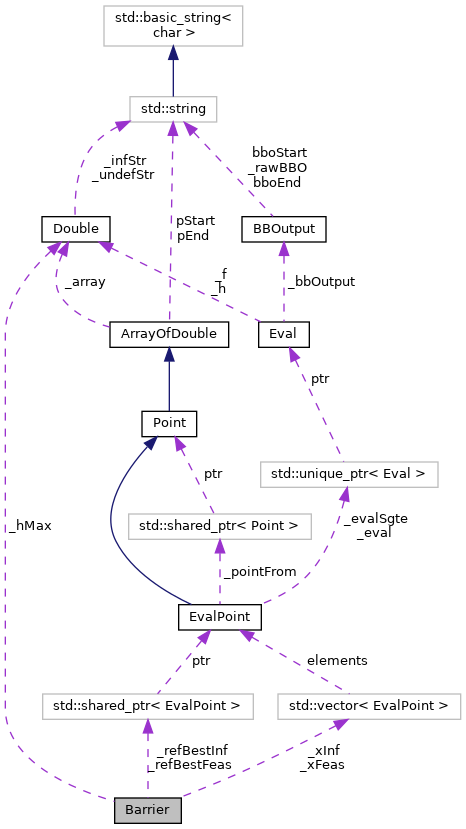 std::basic_string<
char >
std::string
_infStr
_undefStr
bboStart
_rawBBO
bboEnd
pStart
pEnd
Double
BBOutput
_array
_f
_h
_bbOutput
ArrayOfDouble
Eval
ptr
Point
ptr
std::unique_ptr< Eval >
std::shared_ptr< Point >
_hMax
_evalSgte
_eval
_pointFrom
EvalPoint
ptr
elements
std::shared_ptr< EvalPoint >
std::vector< EvalPoint >
_refBestInf
_refBestFeas
_xInf
_xFeas
Barrier